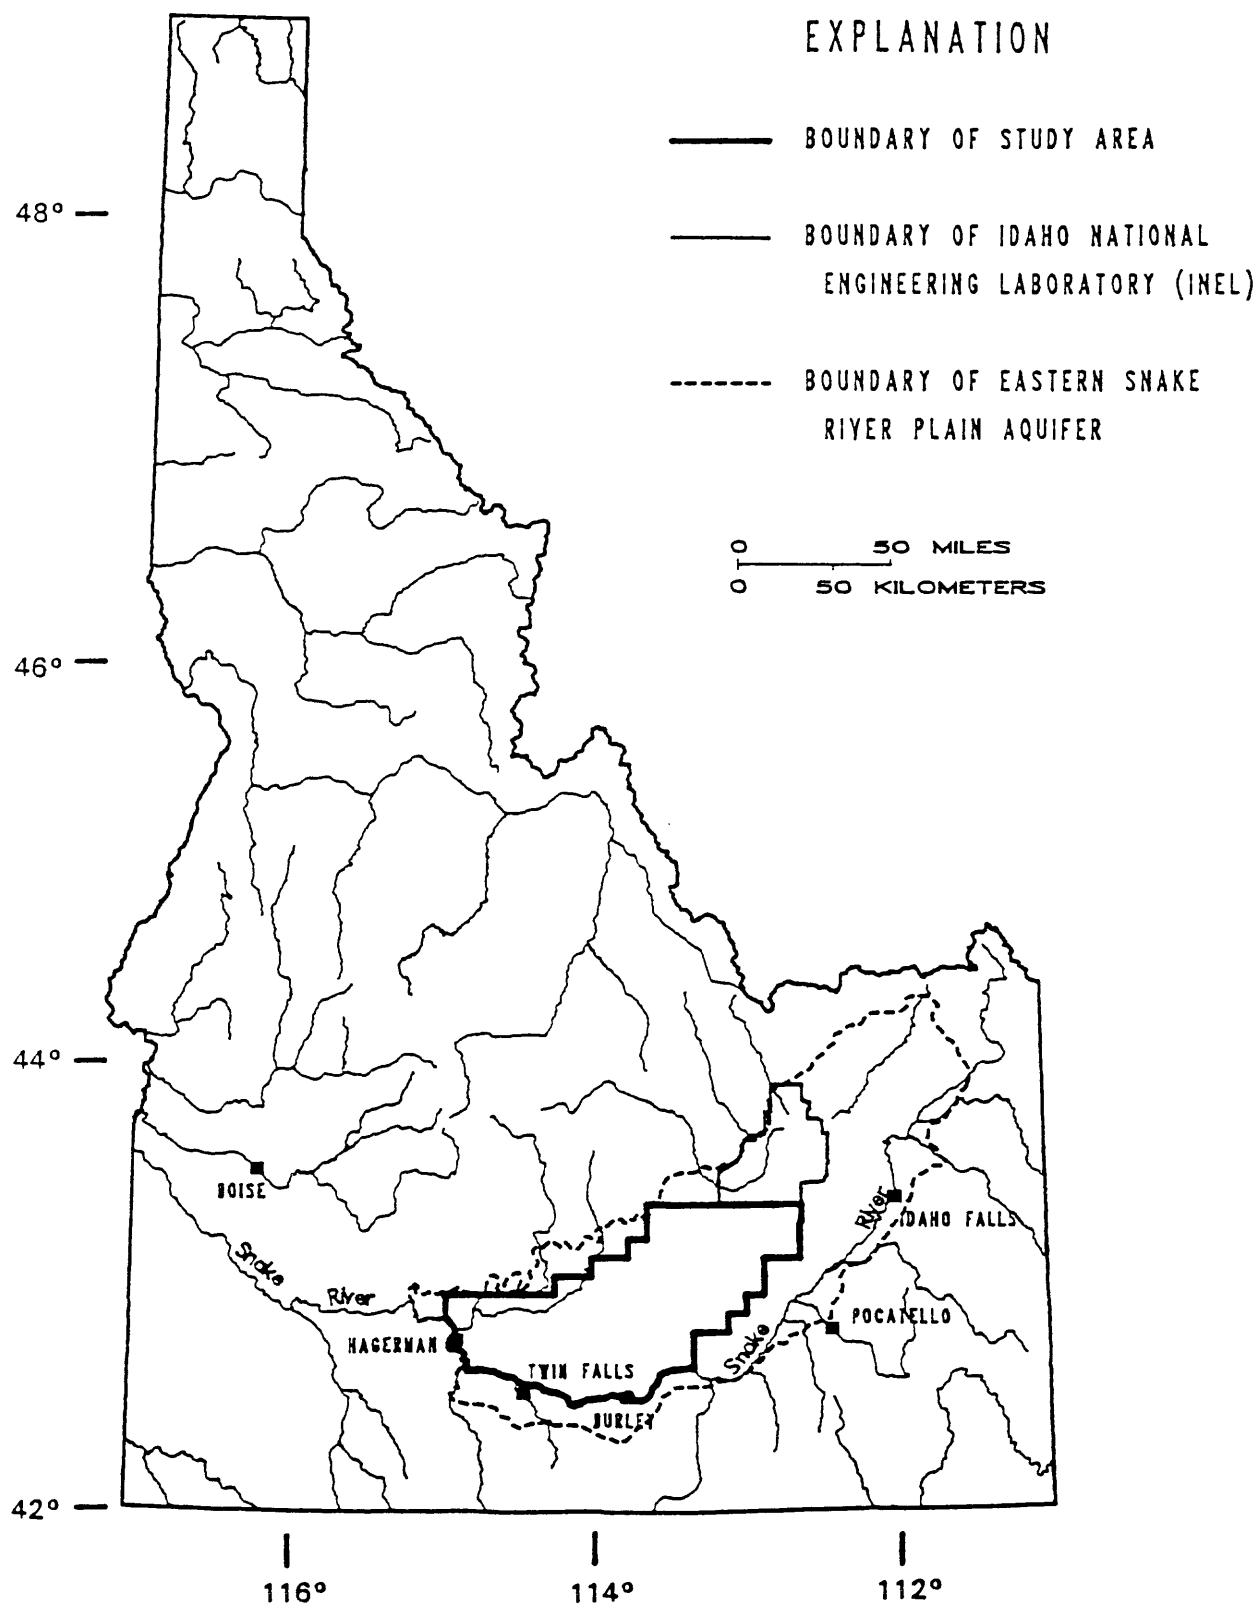 EXPLANATION
BOUNDARY OF STUDY AREA
48°
BOUNDARY OF IDAHO NATIONAL
ENGINEERING LABORATORY (INEL)
BOUNDARY OF EASTERN SNAKE
RIVER PLAIN AQUIFER
0 50 MILES
0 50 KILOMETERS
46°
44°
BOISE
River
IDAHO FALLS
Snake
River
POCATELLO
HAGERMAN
Snake
TWIN FALLS
BURLEY
42°
116° 114° 112°